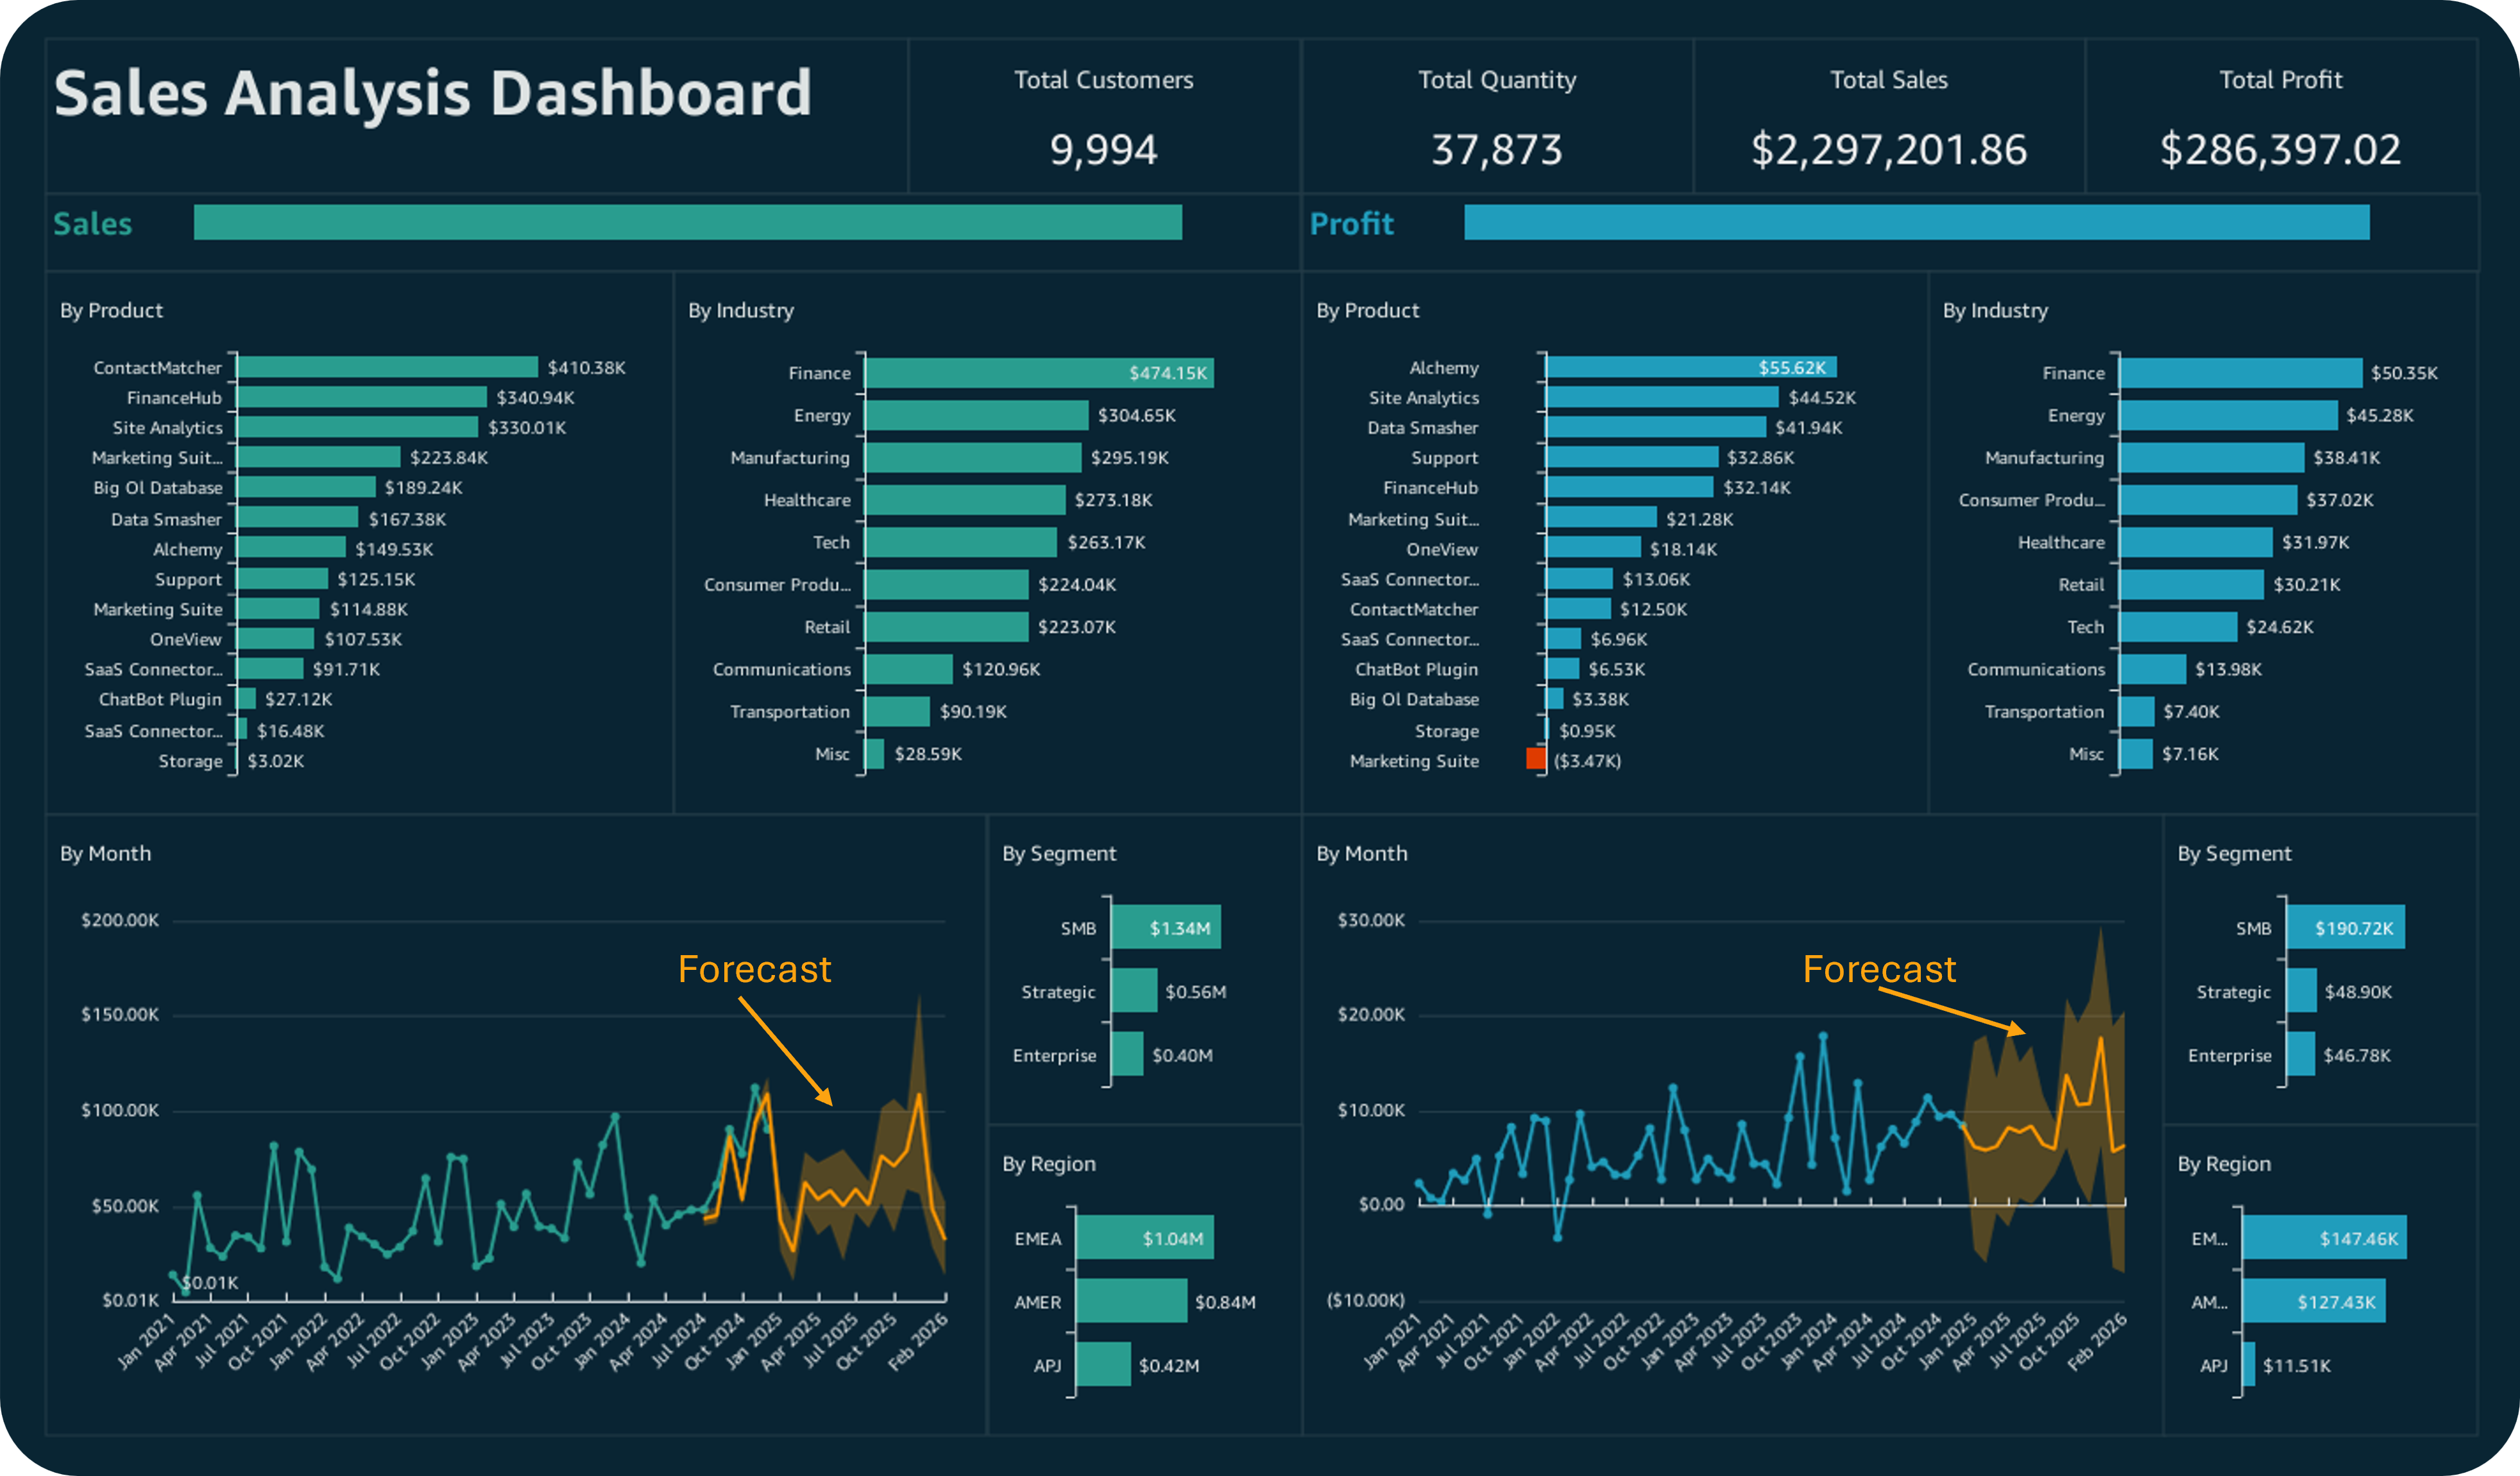 Sales Analysis Dashboard
Total Customers
9,994
Total Quantity
37,873
Total Sales
$2,297,201.86
Total Profit
$286,397.02
Sales
Profit
By Product
ContactMatcher $410.38K
FinanceHub $340.94K
Site Analytics $330.01K
Marketing Suit... $223.84K
Big Ol Database $189.24K
Data Smasher $167.38K
Alchemy $149.53K
Support $125.15K
Marketing Suite $114.88K
OneView $107.53K
SaaS Connector... $91.71K
ChatBot Plugin $27.12K
SaaS Connector... $16.48K
Storage $3.02K
By Industry
Finance $474.15K
Energy $304.65K
Manufacturing $295.19K
Healthcare $273.18K
Tech $263.17K
Consumer Produ... $224.04K
Retail $223.07K
Communications $120.96K
Transportation $90.19K
Misc $28.59K
By Product
Alchemy $55.62K
Site Analytics $44.52K
Data Smasher $41.94K
Support $32.86K
FinanceHub $32.14K
Marketing Suit... $21.28K
OneView $18.14K
SaaS Connector... $13.06K
ContactMatcher $12.50K
SaaS Connector... $6.96K
ChatBot Plugin $6.53K
Big Ol Database $3.38K
Storage $0.95K
Marketing Suite ($3.47K)
By Industry
Finance $50.35K
Energy $45.28K
Manufacturing $38.41K
Consumer Produ... $37.02K
Healthcare $31.97K
Retail $30.21K
Tech $24.62K
Communications $13.98K
Transportation $7.40K
Misc $7.16K
By Month
$200.00K
$150.00K
$100.00K
$50.00K
$0.01K
Forecast
$0.01K
Jan 2021 Apr 2021 Jul 2021 Oct 2021 Jan 2022 Apr 2022 Jul 2022 Oct 2022 Jan 2023 Apr 2023 Jul 2023 Oct 2023 Jan 2024 Apr 2024 Jul 2024 Oct 2024 Jan 2025 Apr 2025 Jul 2025 Oct 2025 Feb 2026
By Segment
SMB $1.34M
Strategic $0.56M
Enterprise $0.40M
By Region
EMEA $1.04M
AMER $0.84M
APJ $0.42M
By Month
$30.00K
$20.00K
$10.00K
$0.00
($10.00K)
Forecast
Jan 2021 Apr 2021 Jul 2021 Oct 2021 Jan 2022 Apr 2022 Jul 2022 Oct 2022 Jan 2023 Apr 2023 Jul 2023 Oct 2023 Jan 2024 Apr 2024 Jul 2024 Oct 2024 Jan 2025 Apr 2025 Jul 2025 Oct 2025 Feb 2026
By Segment
SMB $190.72K
Strategic $48.90K
Enterprise $46.78K
By Region
EM... $147.46K
AM... $127.43K
APJ $11.51K